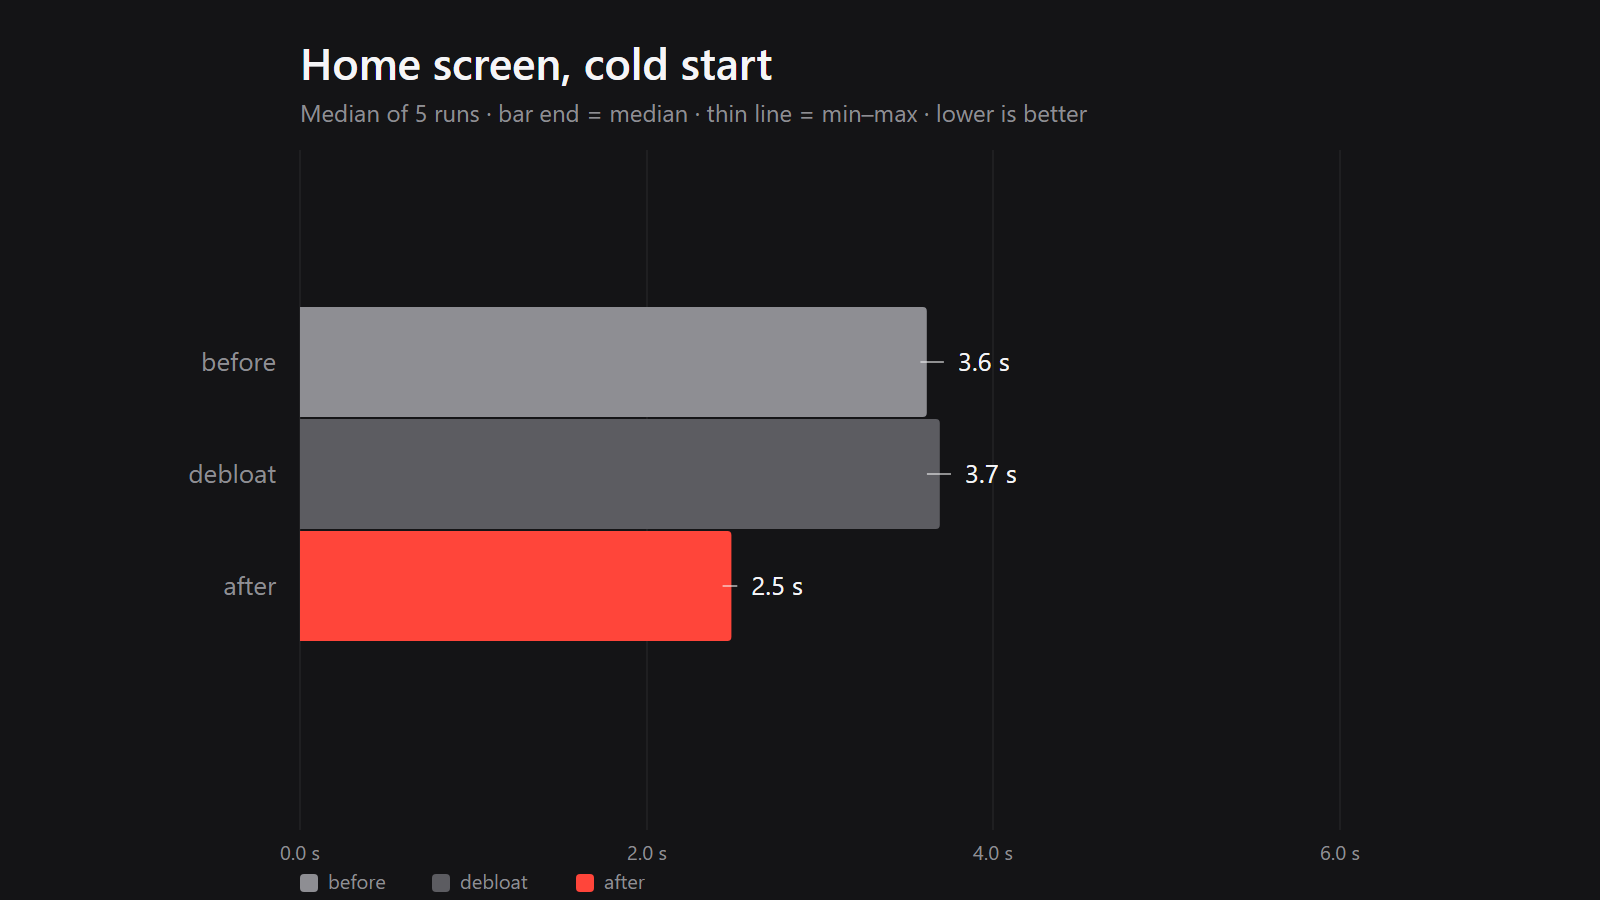 Home screen, cold start
Median of 5 runs · bar end = median · thin line = min–max · lower is better
before
3.6 s
debloat
3.7 s
after
2.5 s
0.0 s
2.0 s
4.0 s
6.0 s
before
debloat
after